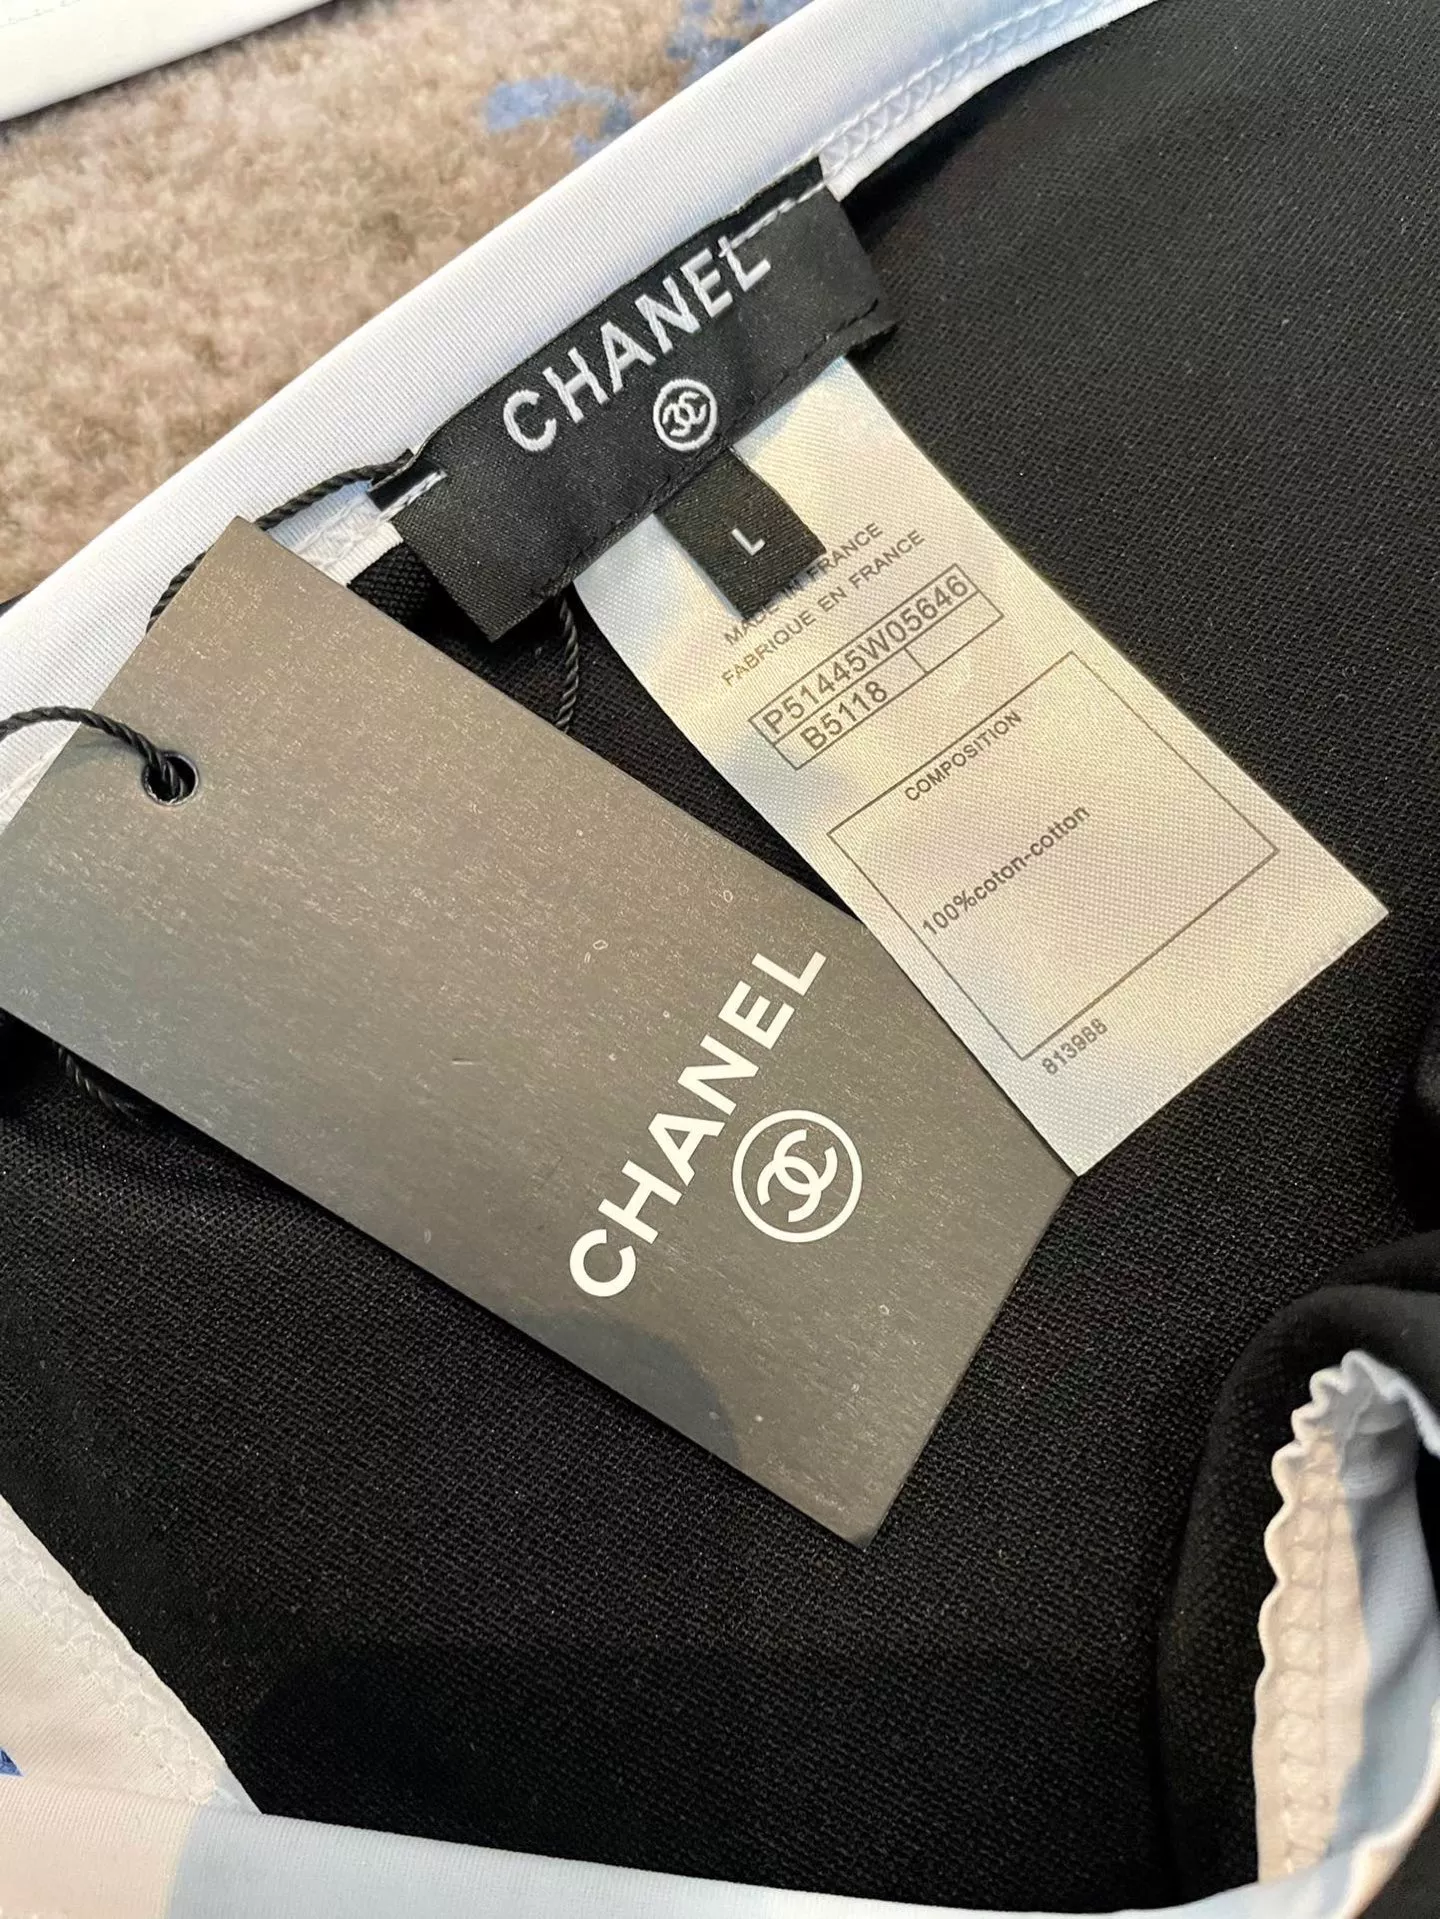 CHANEL
L
MADE IN FRANCE
FABRIQUE EN FRANCE
P51445W05646
B5118
COMPOSITION
100%coton-cotton
813988
CHANEL